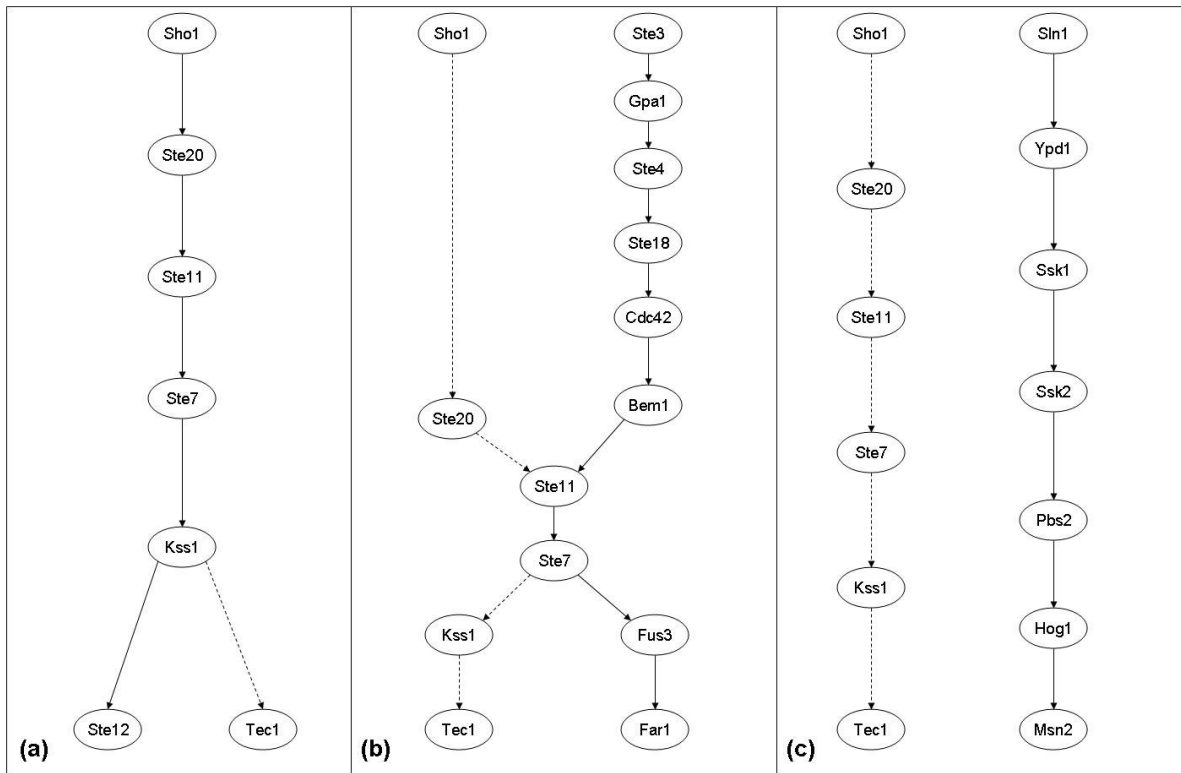 Sho1
Ste20
Ste11
Ste7
Kss1
Ste12
Tec1
(a)
Sho1
Ste3
Gpa1
Ste4
Ste18
Cdc42
Ste20
Bem1
Ste11
Ste7
Kss1
Fus3
Tec1
Far1
(b)
Sho1
Sln1
Ypd1
Ste20
Ssk1
Ste11
Ssk2
Ste7
Pbs2
Kss1
Hog1
Tec1
Msn2
(c)